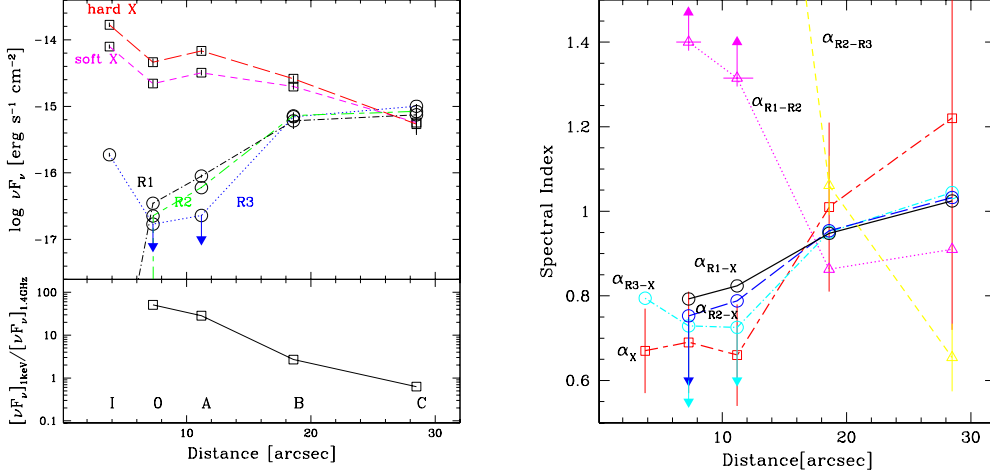 hard X
soft X
R1
R2
R3
-14
-15
-16
-17
log νFν [erg s−1 cm−2]
100
10
1
0.1
[νFν]1keV/[νFν]1.4GHz
I O A B C
10 20 30
Distance [arcsec]
αR2−R3
αR1−R2
αR1−X
αR3−X
αR2−X
αX
1.4
1.2
1
0.8
0.6
Spectral Index
0 10 20 30
Distance[arcsec]